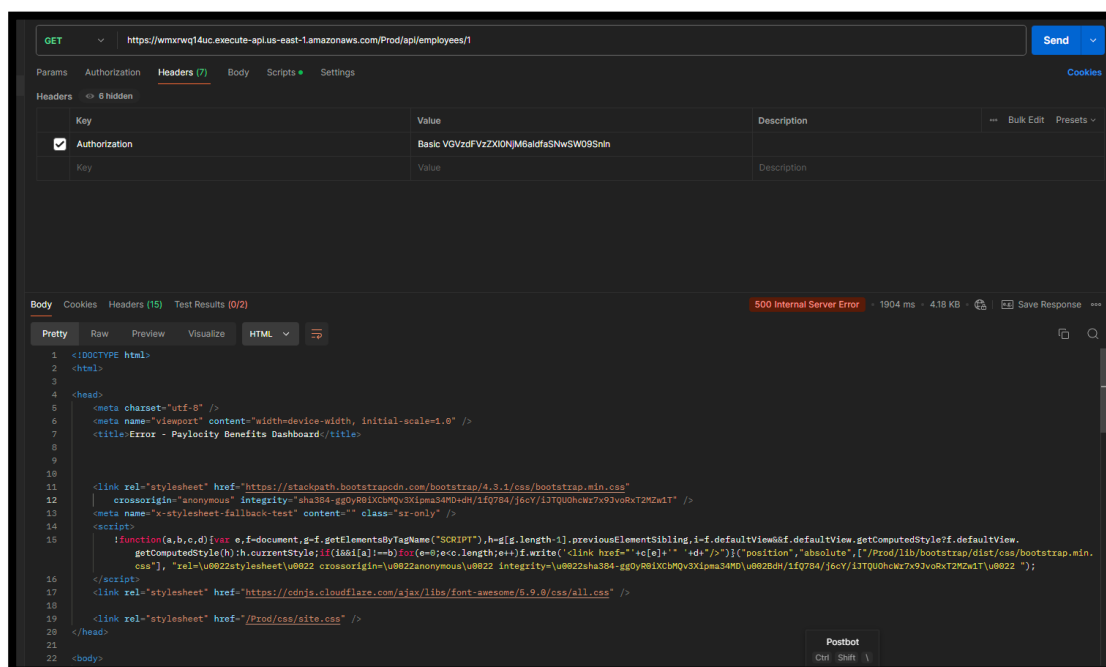 GET https://wmxrwq14uc.execute-api.us-east-1.amazonaws.com/Prod/api/employees/1 Send
Params Authorization Headers (7) Body Scripts Settings Cookies
Headers 6 hidden
Key Value Description ••• Bulk Edit Presets
Authorization Basic VGVzdFVzZXI0NjM6aldfaSNwSW09SnIn
Key Value Description
Body Cookies Headers (15) Test Results (0/2) 500 Internal Server Error • 1904 ms • 4.18 KB • e.g. Save Response •••
Pretty Raw Preview Visualize HTML
1 <!DOCTYPE html>
2 <html>
3
4 <head>
5 <meta charset="utf-8" />
6 <meta name="viewport" content="width=device-width, initial-scale=1.0" />
7 <title>Error - Paylocity Benefits Dashboard</title>
8
9
10
11 <link rel="stylesheet" href="https://stackpath.bootstrapcdn.com/bootstrap/4.3.1/css/bootstrap.min.css"
12 crossorigin="anonymous" integrity="sha384-ggOyR0iXCbMQv3Xipma34MD+dH/1fQ784/j6cY/iJTQUOhcWr7x9JvoRxT2MZw1T" />
13 <meta name="x-stylesheet-fallback-test" content="" class="sr-only" />
14 <script>
15 !function(a,b,c,d){var e,f=document,g=f.getElementsByTagName("SCRIPT"),h=g[g.length-1].previousElementSibling,i=f.defaultView&&f.defaultView.getComputedStyle?f.defaultView.
getComputedStyle(h):h.currentStyle;if(i&&i[a]!==b)for(e=0;e<c.length;e++)f.write('<link href="'+c[e]+'" '+d+"/>")}("position","absolute",["/Prod/lib/bootstrap/dist/css/bootstrap.min.
css"], "rel=\u0022stylesheet\u0022 crossorigin=\u0022anonymous\u0022 integrity=\u0022sha384-ggOyR0iXCbMQv3Xipma34MD\u002BdH/1fQ784/j6cY/iJTQUOhcWr7x9JvoRxT2MZw1T\u0022 ");
16 </script>
17 <link rel="stylesheet" href="https://cdnjs.cloudflare.com/ajax/libs/font-awesome/5.9.0/css/all.css" />
18
19 <link rel="stylesheet" href="/Prod/css/site.css" />
20 </head>
21
22 <body>
Postbot
Ctrl Shift \